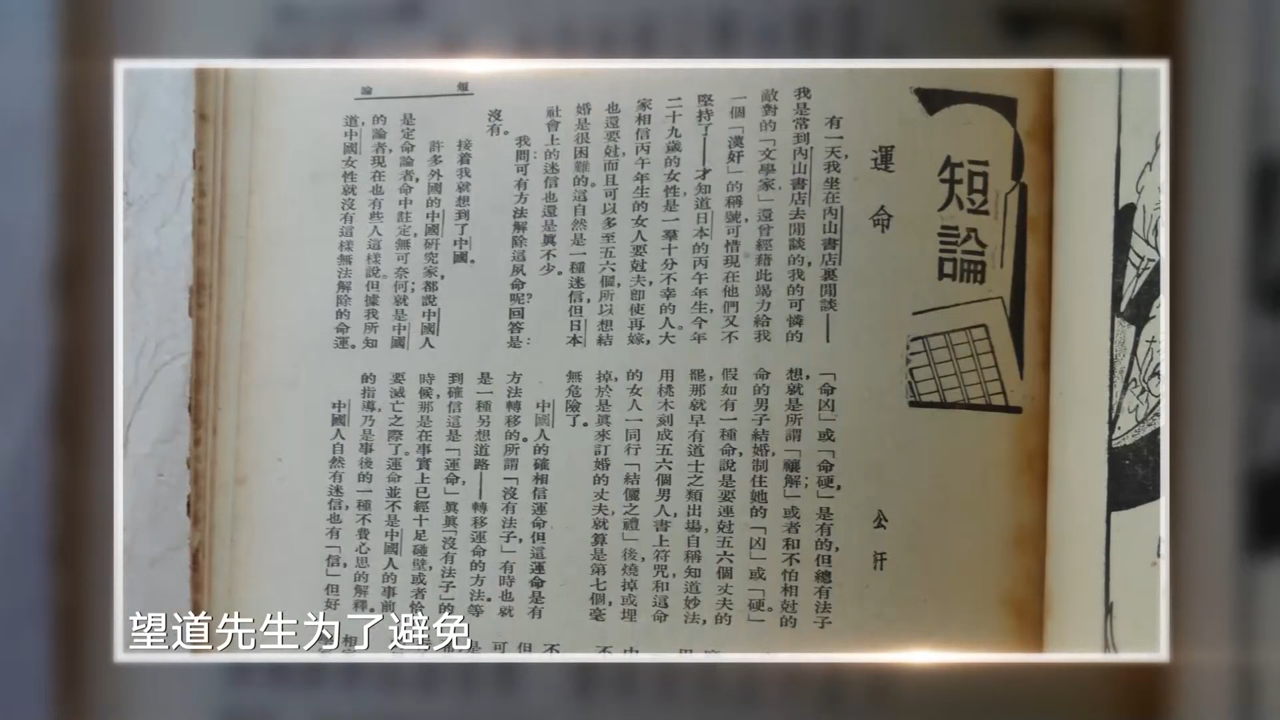 短論
運命
公汗
有一天，我坐在內山書店裏閒談——
我是常到內山書店去閒談的，我的可憐的
敵對的「文學家」，還曾經藉此竭力給我
一個「漢奸」的稱號，可惜現在他們又不
堅持了——才知道日本的丙午年生，今年
二十九歲的女性，是一羣十分不幸的人。大
家相信丙午年生的女人要尅夫，卽使再嫁，
也還要尅，而且可以多至五六個，所以想結
婚是很困難的。這自然是一種迷信，但日本
社會上的迷信也還是眞不少。
我問：可有方法解除這夙命呢？回答是：
沒有。
接着我就想到了中國。
許多外國的中國研究家，都說中國人
是定命論者，命中註定，無可奈何；就是中國
的論者，現在也有些人這樣說。但據我所知
道，中國女性就沒有這樣無法解除的命運。
「命凶」或「命硬」，是有的，但總有法子
想，就是所謂「禳解」；或者和不怕相尅的
命的男子結婚，制住她的「凶」或「硬」。
假如有一種命，說是要連尅五六個丈夫的
罷，那就早有道士之類出場，自稱知道妙法，
用桃木刻成五六個男人，畫上符咒，和這命
的女人一同行「結儷之禮」後，燒掉或埋
掉，於是眞來訂婚的丈夫，就算是第七個，毫
無危險了。
中國人的確相信運命，但這運命是有
方法轉移的。所謂「沒有法子」，有時也就
是一種另想道路——轉移運命的方法。等
到確信這是「運命」，眞眞「沒有法子」的
時候，那是在事實上已經十足碰壁，或者恰
要滅亡之際了。運命並不是中國人的事前
的指導，乃是事後的一種不費心思的解釋。
中國人自然有迷信，也有「信」，但好
短論
望道先生为了避免